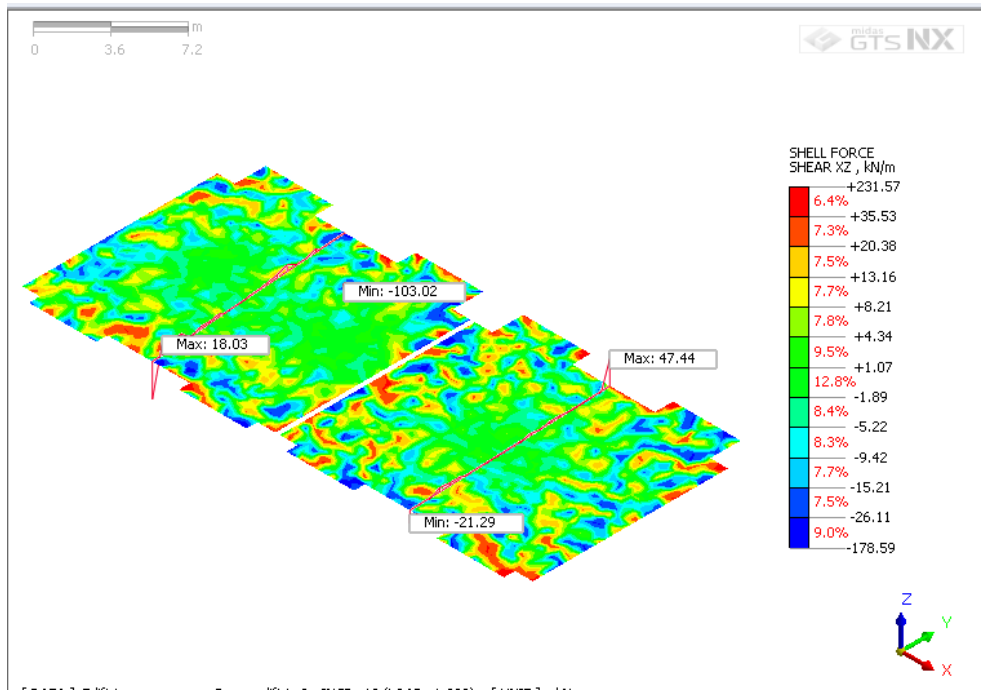 m
0 3.6 7.2
midas
GTS NX
SHELL FORCE
SHEAR XZ , kN/m
+231.57
6.4%
+35.53
7.3%
+20.38
7.5%
+13.16
7.7%
+8.21
7.8%
+4.34
9.5%
+1.07
12.8%
-1.89
8.4%
-5.22
8.3%
-9.42
7.7%
-15.21
7.5%
-26.11
9.0%
-178.59
Min: -103.02
Max: 18.03
Max: 47.44
Min: -21.29
Z
Y
X